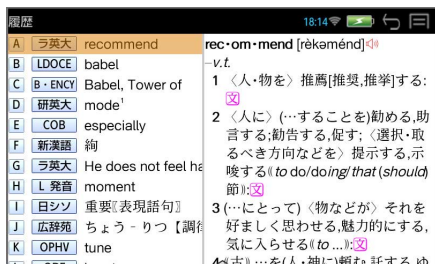 履歴 18:14
A ラ英大 recommend
B LDOCE babel
C B・ENCY Babel, Tower of
D 研英大 mode¹
E COB especially
F 新漢語 絢
G ラ英大 He does not feel ha
H L 発音 moment
I 日シソ 重要〖表現語句〗
J 広辞苑 ちょう‐りつ【調律
K OPHV tune
rec・om・mend [rèkəménd]
–v.t.
1 〈人・物を〉推薦[推奨,推挙]する:
文
2 〈人に〉(…することを)勧める,助
言する;勧告する,促す;〈選択・取
るべき方向などを〉提示する,示
唆する⦅to do/doing/that (should)
節⦆:文
3 (…にとって)〈物などが〉それを
好ましく思わせる,魅力的にする,
気に入らせる⦅to ...⦆:文